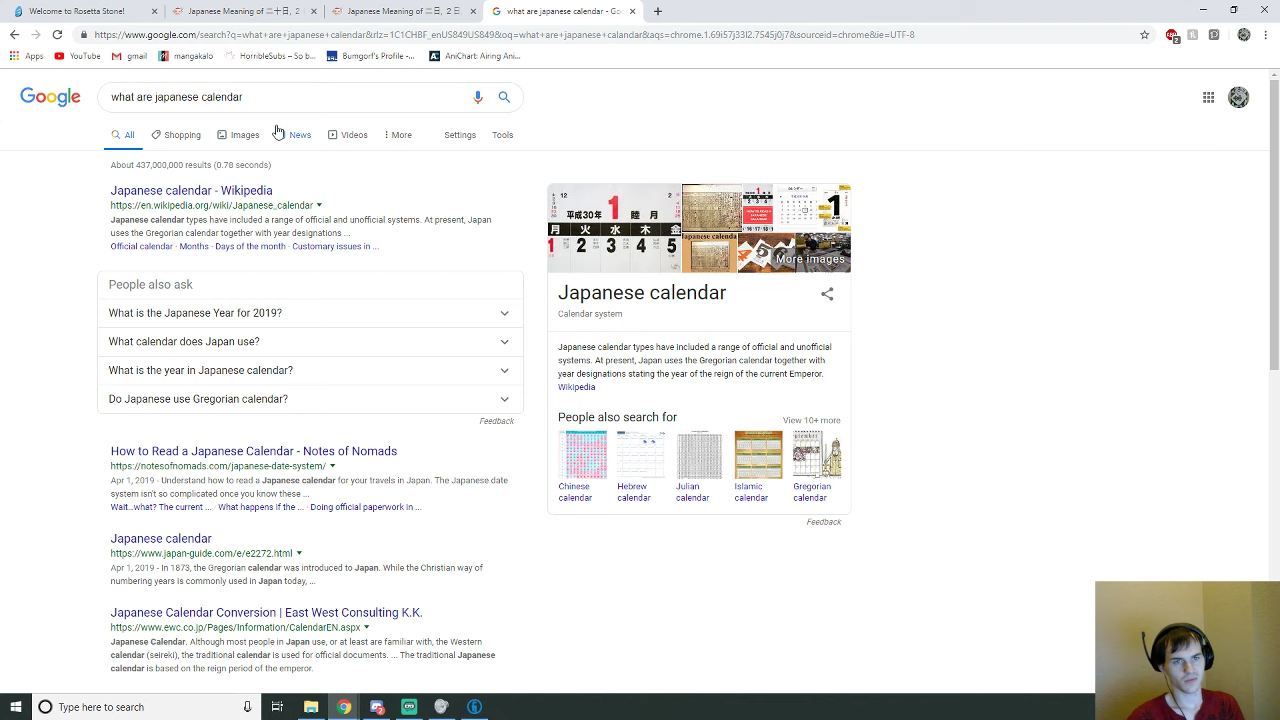 Welcome to Rosetta Stone!
Japanese Meaning of 二十日, 2
Japanese Meaning of 二日, 2日
what are japanese calendar - Go
https://www.google.com/search?q=what+are+japanese+calendar&rlz=1C1CHBF_enUS849US849&oq=what+are+japanese+calandar&aqs=chrome.1.69i57j33l2.7545j0j7&sourceid=chrome&ie=UTF-8
Apps
YouTube
gmail
mangakalo
HorribleSubs – So b...
Bumgorf's Profile -...
AniChart: Airing Ani...
Google
what are japanese calendar
All
Shopping
Images
News
Videos
More
Settings
Tools
About 437,000,000 results (0.78 seconds)
Japanese calendar - Wikipedia
https://en.wikipedia.org/wiki/Japanese_calendar
Japanese calendar types have included a range of official and unofficial systems. At present, Japan
uses the Gregorian calendar together with year designations ...
Official calendar · Months · Days of the month · Customary issues in ...
People also ask
What is the Japanese Year for 2019?
What calendar does Japan use?
What is the year in Japanese calendar?
Do Japanese use Gregorian calendar?
Feedback
How to Read a Japanese Calendar -Notes of Nomads
https://notesofnomads.com/japanese-date-system/
Apr 1, 2019 - Understand how to read a Japanese calendar for your travels in Japan. The Japanese date
system isn't so complicated once you know these ...
Wait...what? The current ... · What happens if the ... · Doing official paperwork in ...
Japanese calendar
https://www.japan-guide.com/e/e2272.html
Apr 1, 2019 - In 1873, the Gregorian calendar was introduced to Japan. While the Christian way of
numbering years is commonly used in Japan today, ...
Japanese Calendar Conversion | East West Consulting K.K.
https://www.ewc.co.jp/Pages/Information/CalendarEN.aspx
Japanese Calendar. Although most people in Japan use, or at least are familiar with, the Western
calendar (seireki), the traditional calendar is used for official documents. ... The traditional Japanese
calendar is based on the reign period of the emperor.
12
平成30年 1 睦月
月 火 水 木 金
1 2 3 4 5
1
More images
Japanese calendar
Calendar system
Japanese calendar types have included a range of official and unofficial
systems. At present, Japan uses the Gregorian calendar together with
year designations stating the year of the reign of the current Emperor.
Wikipedia
People also search for
View 10+ more
Chinese calendar
Hebrew calendar
Julian calendar
Islamic calendar
Gregorian calendar
Feedback
Type here to search